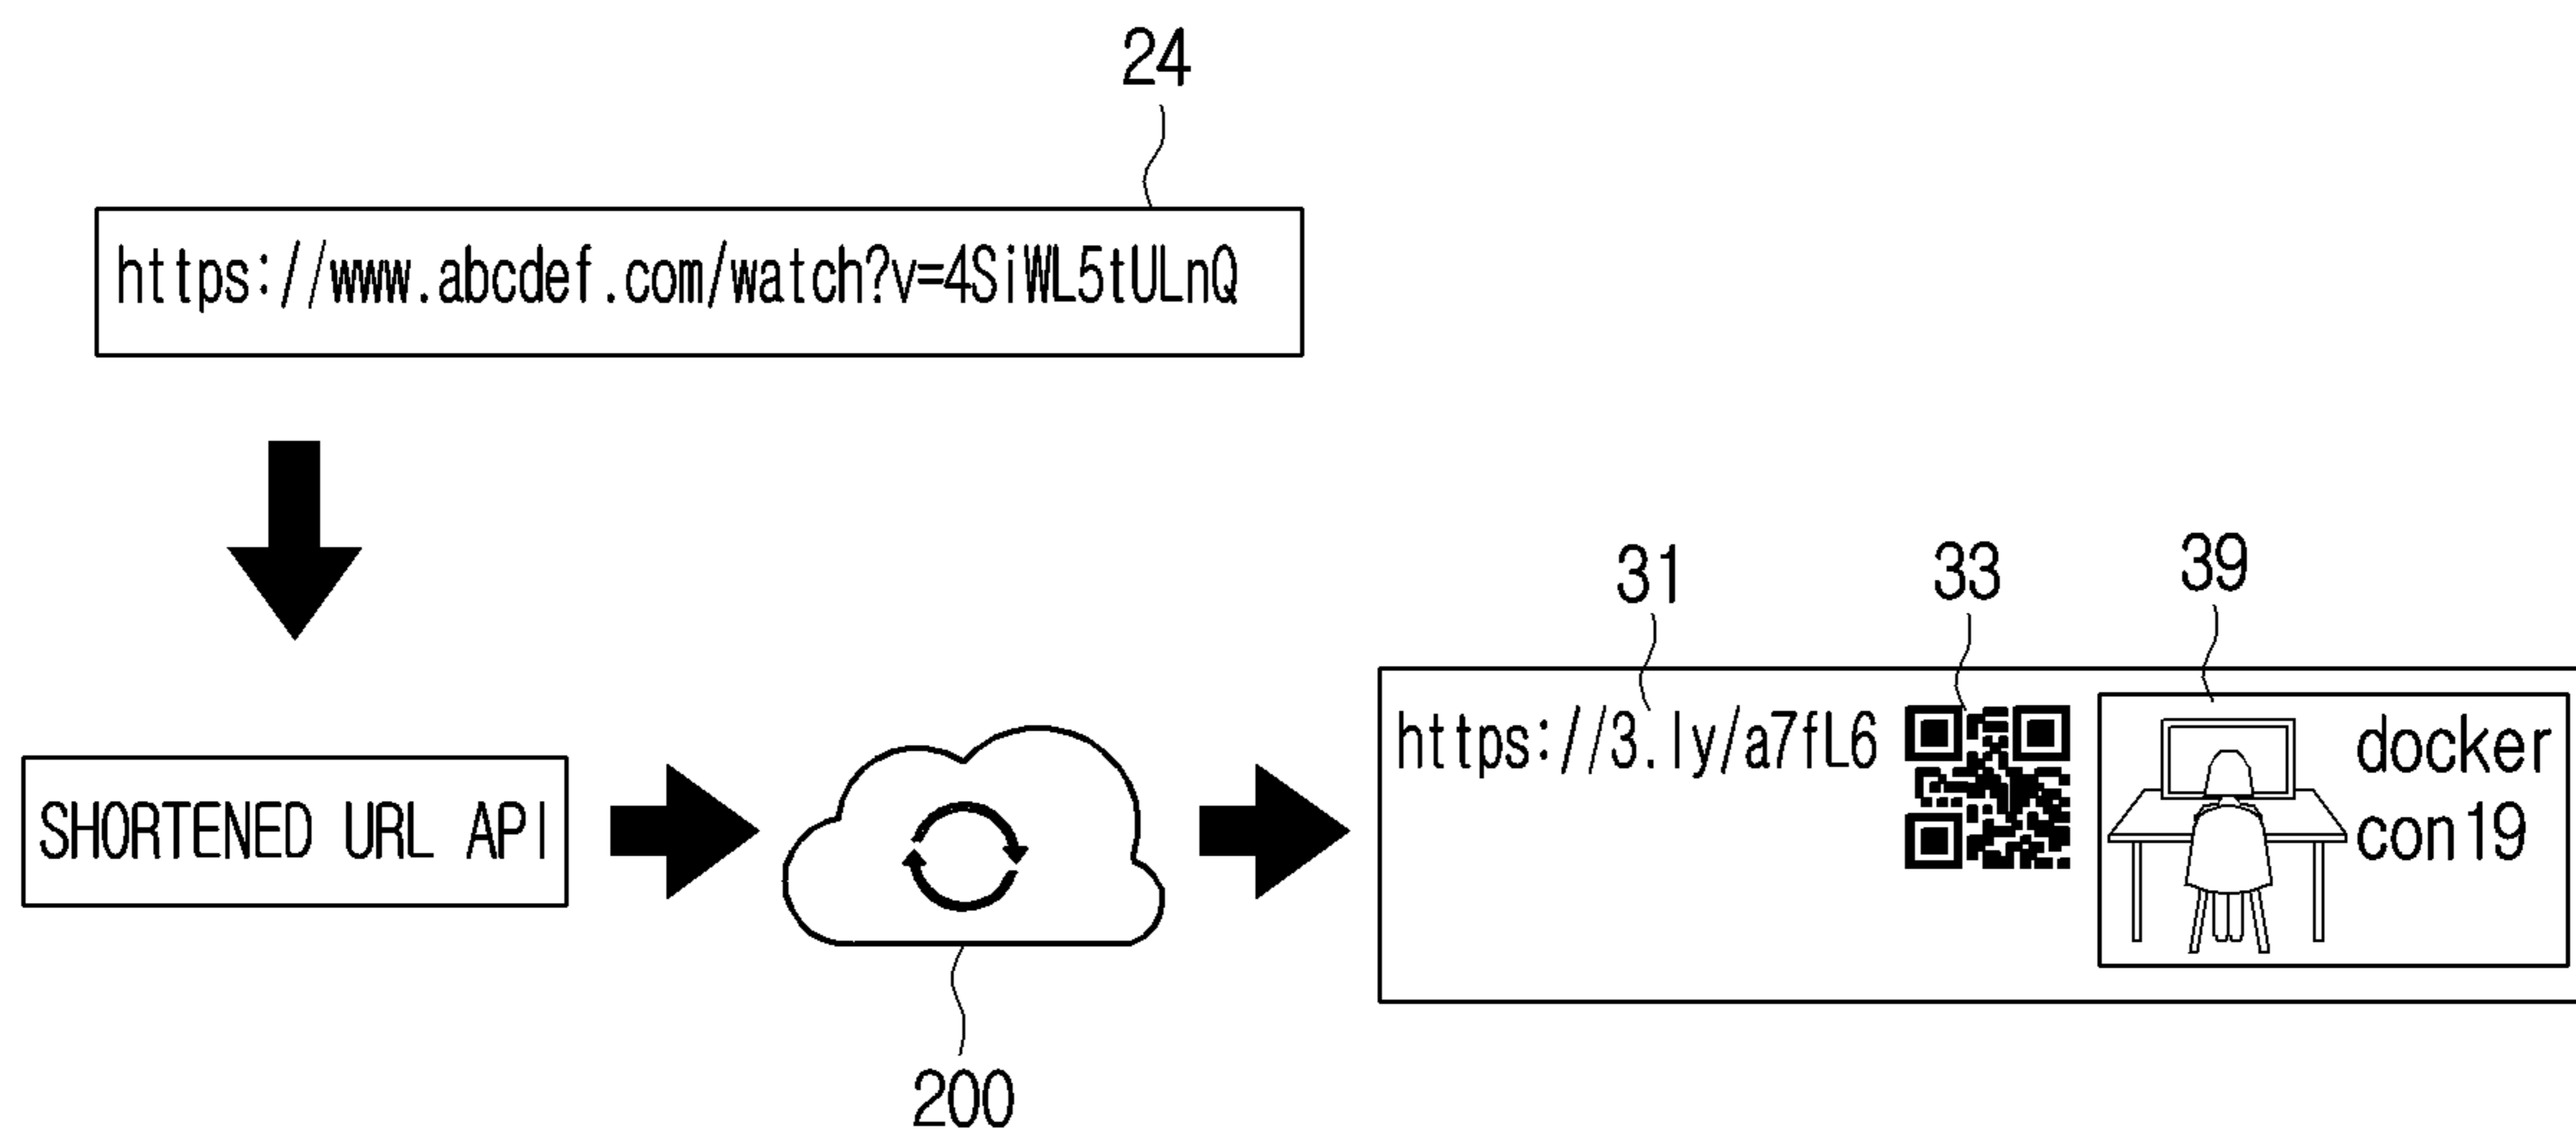 24
https://www.abcdef.com/watch?v=4SiWL5tULnQ
SHORTENED URL API
200
31
33
39
https://3.ly/a7fL6
docker
con19